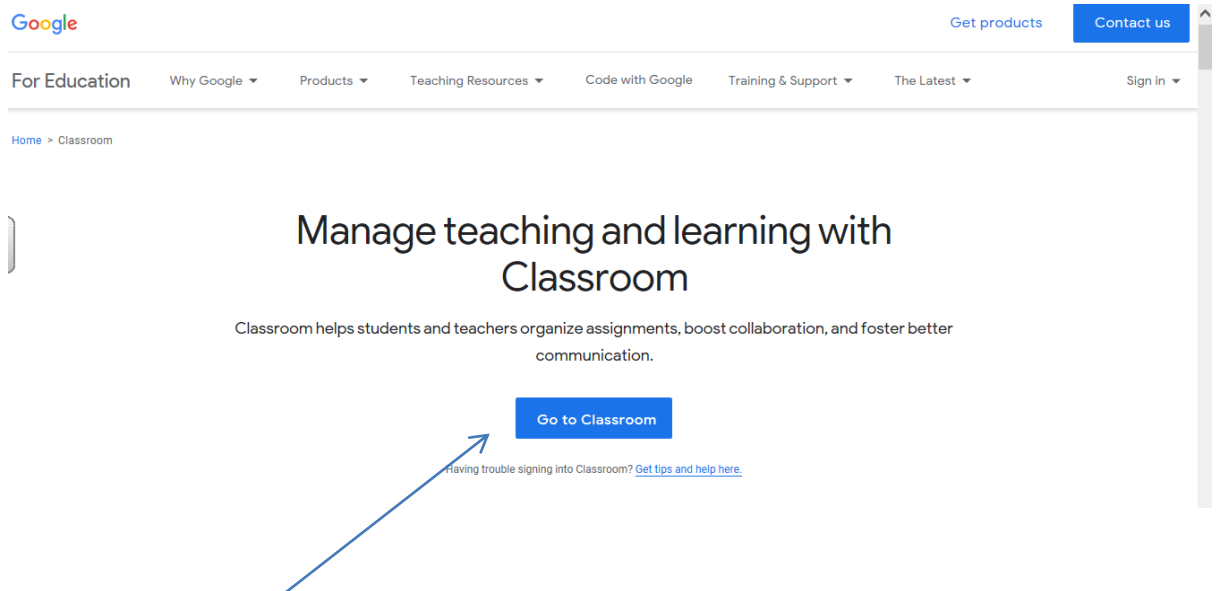 Google
Get products
Contact us
For Education
Why Google
Products
Teaching Resources
Code with Google
Training & Support
The Latest
Sign in
Home > Classroom
Manage teaching and learning with
Classroom
Classroom helps students and teachers organize assignments, boost collaboration, and foster better
communication.
Go to Classroom
Having trouble signing into Classroom? Get tips and help here.